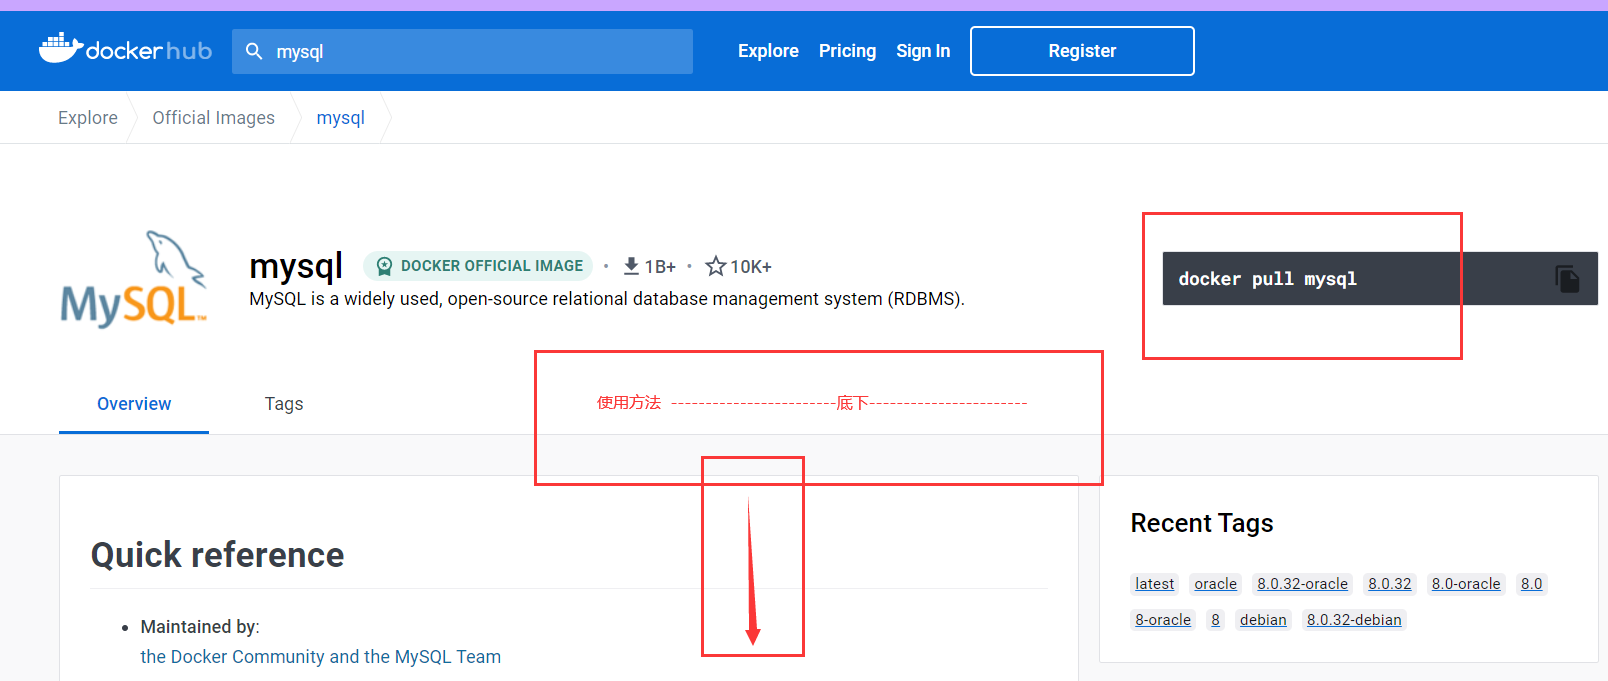 dockerhub mysql Explore Pricing Sign In Register
Explore Official Images mysql
MySQL™
mysql DOCKER OFFICIAL IMAGE • 1B+ • 10K+
MySQL is a widely used, open-source relational database management system (RDBMS).
docker pull mysql
Overview Tags
使用方法 ------------------------底下-----------------------
Quick reference
• Maintained by:
the Docker Community and the MySQL Team
Recent Tags
latest oracle 8.0.32-oracle 8.0.32 8.0-oracle 8.0
8-oracle 8 debian 8.0.32-debian